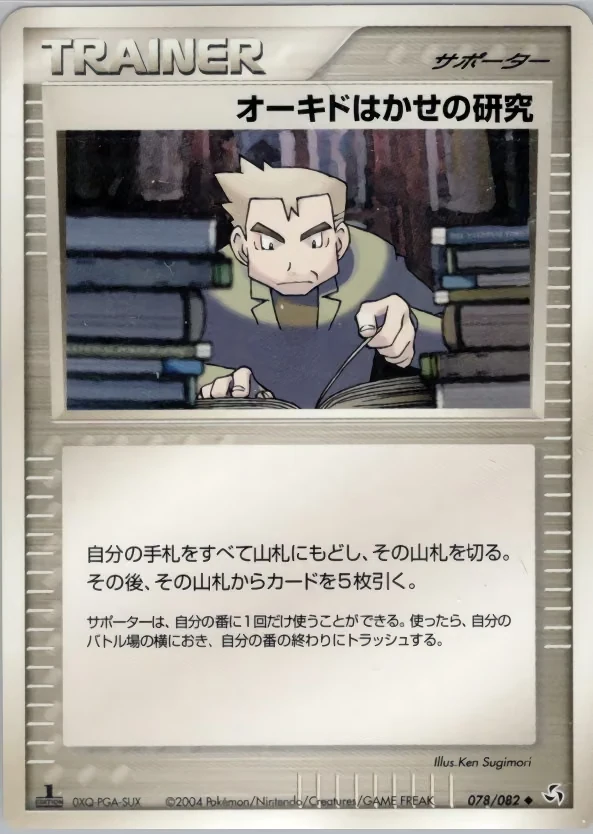 TRAINER
サポーター
オーキドはかせの研究
自分の手札をすべて山札にもどし、その山札を切る。
その後、その山札からカードを5枚引く。
サポーターは、自分の番に1回だけ使うことができる。使ったら、自分の
バトル場の横におき、自分の番の終わりにトラッシュする。
Illus.Ken Sugimori
1 EDITION 0XQ-PGA-SUX ©2004 Pokémon/Nintendo/Creatures/GAME FREAK 078/082 ◆